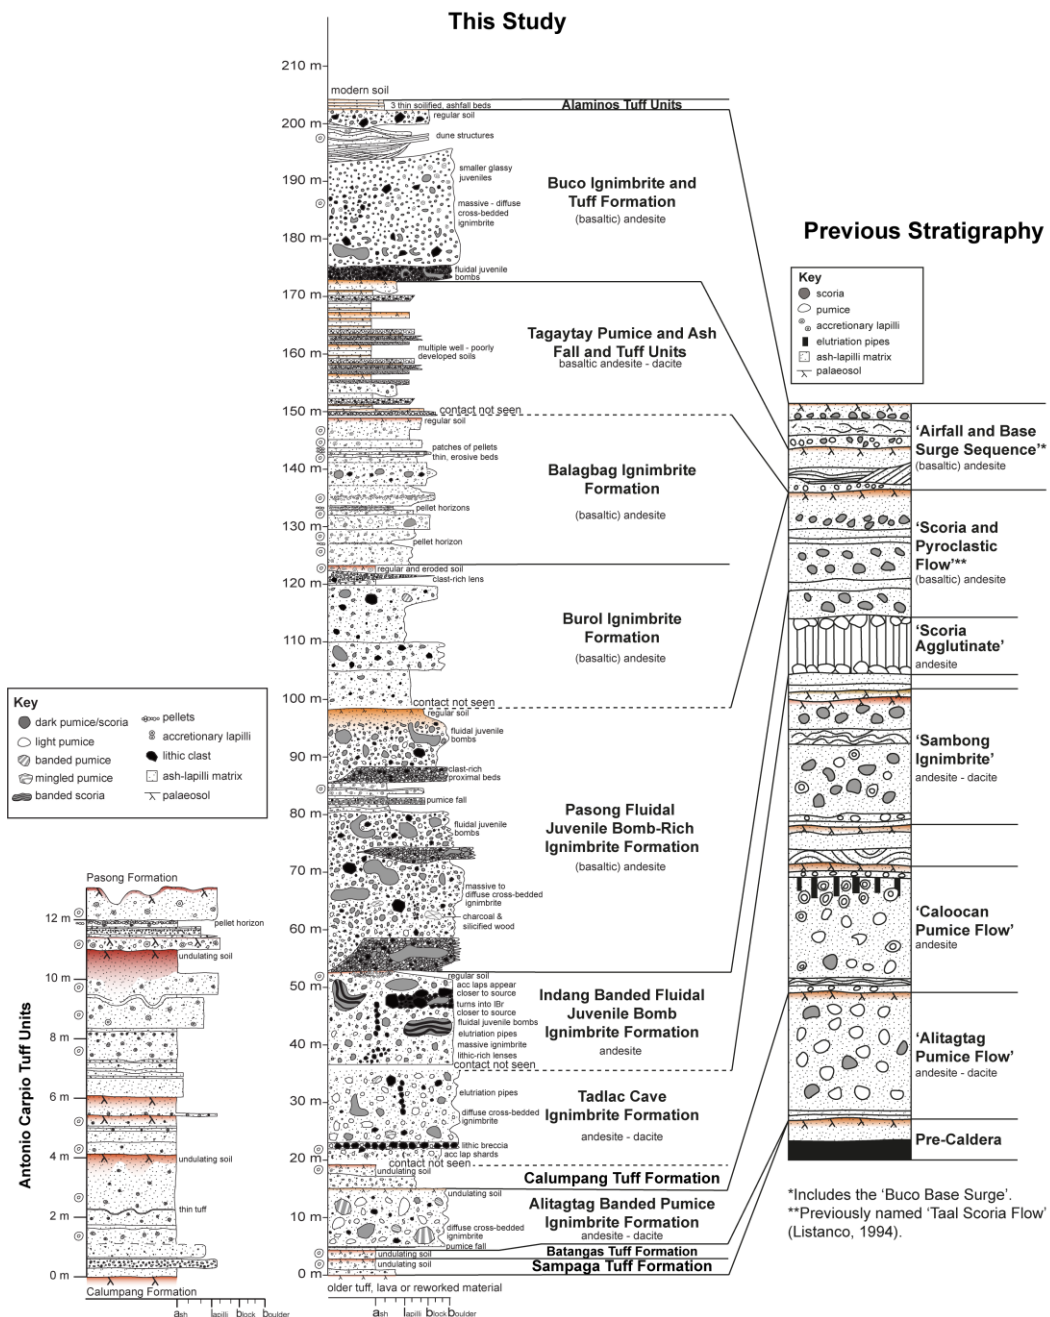 This Study
210 m
modern soil
3 thin soilified, ashfall beds
Alaminos Tuff Units
regular soil
200 m
dune structures
190 m
smaller glassy
juveniles
massive - diffuse
cross-bedded
ignimbrite
Buco Ignimbrite and
Tuff Formation
(basaltic) andesite
180 m
fluidal juvenile
bombs
170 m
Tagaytay Pumice and Ash
Fall and Tuff Units
basaltic andesite - dacite
160 m
multiple well - poorly
developed soils
150 m
contact not seen
regular soil
patches of pellets
thin, erosive beds
140 m
Balagbag Ignimbrite
Formation
(basaltic) andesite
pellet horizons
130 m
pellet horizon
regular and eroded soil
clast-rich lens
120 m
Burol Ignimbrite
Formation
(basaltic) andesite
110 m
100 m
contact not seen
regular soil
fluidal juvenile
bombs
90 m
clast-rich
proximal beds
pumice fall
80 m
fluidal juvenile
bombs
Pasong Fluidal
Juvenile Bomb-Rich
Ignimbrite Formation
(basaltic) andesite
70 m
massive to
diffuse cross-bedded
ignimbrite
charcoal &
silicified wood
60 m
regular soil
50 m
acc laps appear
closer to source
turns into lBr
closer to source
fluidal juvenile bombs
elutriation pipes
massive ignimbrite
lithic-rich lenses
Indang Banded Fluidal
Juvenile Bomb
Ignimbrite Formation
andesite
40 m
contact not seen
30 m
elutriation pipes
diffuse cross-bedded
ignimbrite
Tadlac Cave
Ignimbrite Formation
andesite - dacite
lithic breccia
acc lap shards
20 m
contact not seen
undulating soil
Calumpang Tuff Formation
undulating soil
10 m
diffuse cross-bedded
ignimbrite
pumice fall
Alitagtag Banded Pumice
Ignimbrite Formation
andesite - dacite
undulating soil
Batangas Tuff Formation
undulating soil
Sampaga Tuff Formation
0 m
older tuff, lava or reworked material
ash lapilli block boulder
Key
dark pumice/scoria
light pumice
banded pumice
mingled pumice
banded scoria
pellets
accretionary lapilli
lithic clast
ash-lapilli matrix
palaeosol
Antonio Carpio Tuff Units
Pasong Formation
12 m
pellet horizon
undulating soil
10 m
8 m
6 m
4 m
undulating soil
thin tuff
2 m
0 m
Calumpang Formation
ash lapilli block boulder
Previous Stratigraphy
Key
scoria
pumice
accretionary lapilli
elutriation pipes
ash-lapilli matrix
palaeosol
'Airfall and Base
Surge Sequence'*
(basaltic) andesite
'Scoria and
Pyroclastic
Flow'**
(basaltic) andesite
'Scoria
Agglutinate'
andesite
'Sambong
Ignimbrite'
andesite - dacite
'Caloocan
Pumice Flow'
andesite
'Alitagtag
Pumice Flow'
andesite - dacite
Pre-Caldera
*Includes the 'Buco Base Surge'.
**Previously named 'Taal Scoria Flow'
(Listanco, 1994).